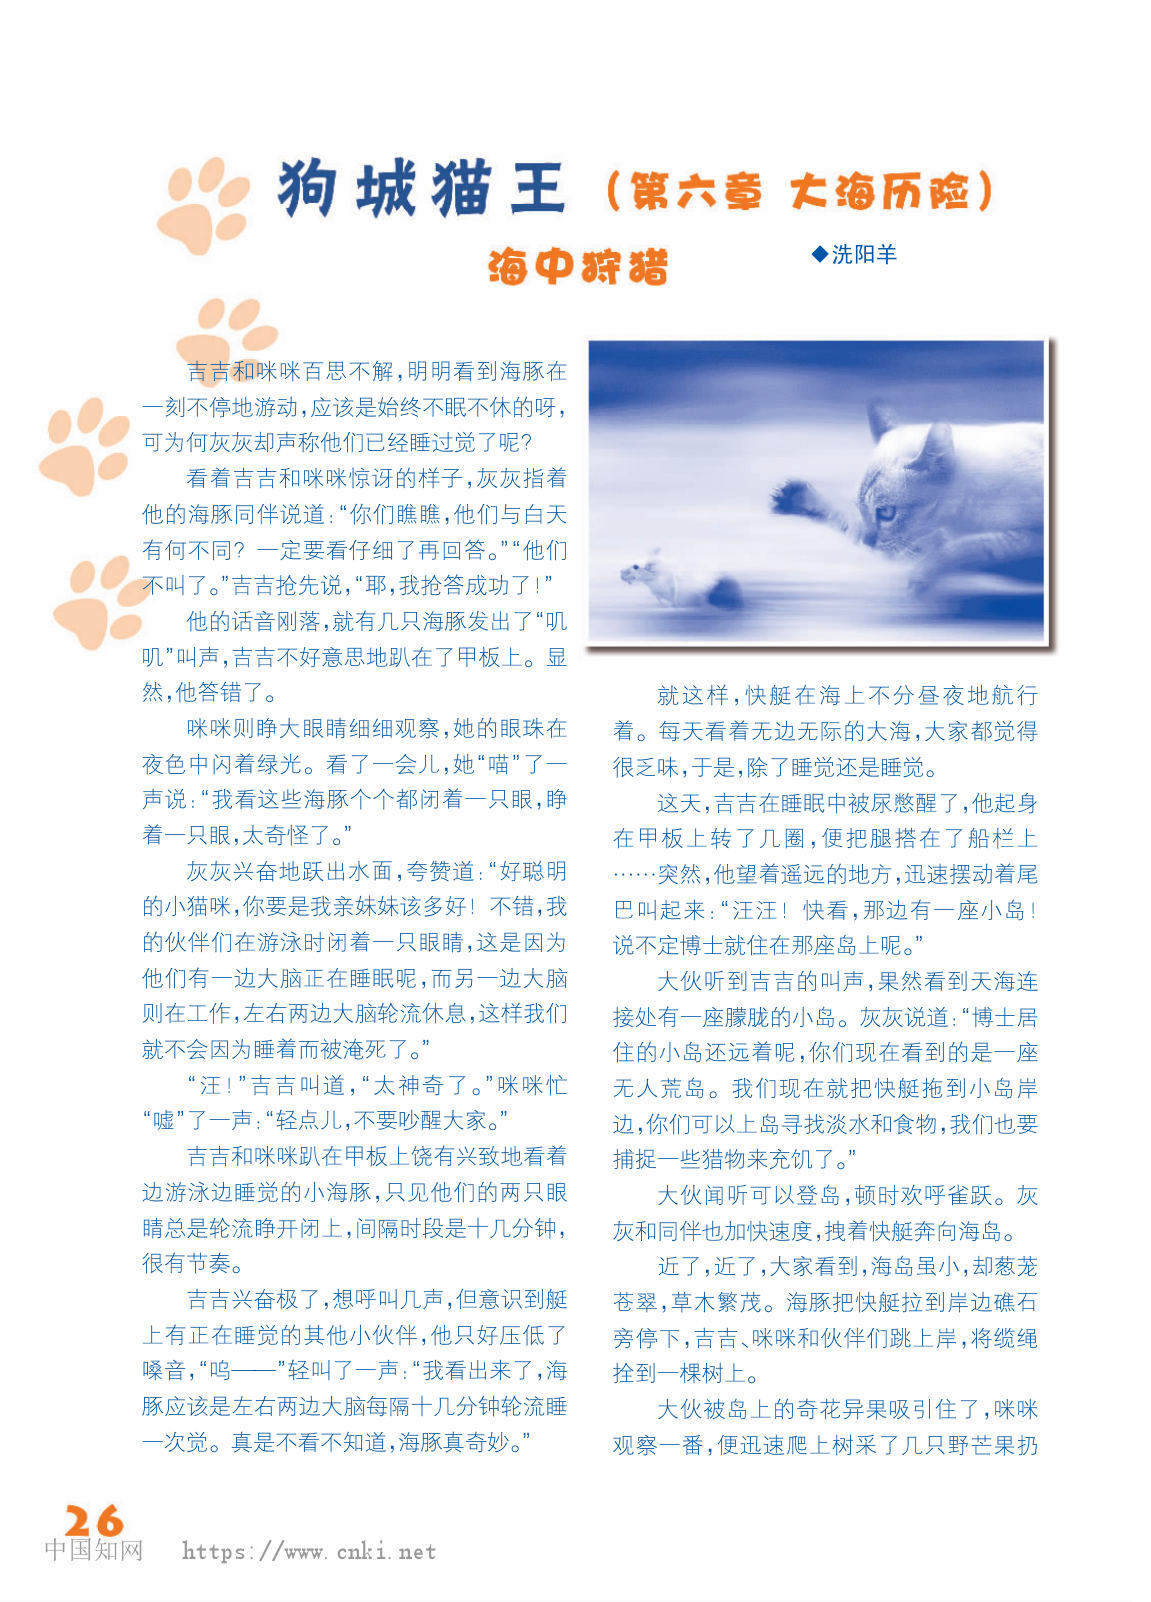 狗城猫王（第六章 大海历险）
海中狩猎
◆洗阳羊
吉吉和咪咪百思不解，明明看到海豚在
一刻不停地游动，应该是始终不眠不休的呀，
可为何灰灰却声称他们已经睡过觉了呢？
看着吉吉和咪咪惊讶的样子，灰灰指着
他的海豚同伴说道：“你们瞧瞧，他们与白天
有何不同？一定要看仔细了再回答。”“他们
不叫了。”吉吉抢先说，“耶，我抢答成功了！”
他的话音刚落，就有几只海豚发出了“叽
叽”叫声，吉吉不好意思地趴在了甲板上。显
然，他答错了。
咪咪则睁大眼睛细细观察，她的眼珠在
夜色中闪着绿光。看了一会儿，她“喵”了一
声说：“我看这些海豚个个都闭着一只眼，睁
着一只眼，太奇怪了。”
灰灰兴奋地跃出水面，夸赞道：“好聪明
的小猫咪，你要是我亲妹妹该多好！不错，我
的伙伴们在游泳时闭着一只眼睛，这是因为
他们有一边大脑正在睡眠呢，而另一边大脑
则在工作，左右两边大脑轮流休息，这样我们
就不会因为睡着而被淹死了。”
“汪！”吉吉叫道，“太神奇了。”咪咪忙
“嘘”了一声：“轻点儿，不要吵醒大家。”
吉吉和咪咪趴在甲板上饶有兴致地看着
边游泳边睡觉的小海豚，只见他们的两只眼
睛总是轮流睁开闭上，间隔时段是十几分钟，
很有节奏。
吉吉兴奋极了，想呼叫几声，但意识到艇
上有正在睡觉的其他小伙伴，他只好压低了
嗓音，“呜——”轻叫了一声：“我看出来了，海
豚应该是左右两边大脑每隔十几分钟轮流睡
一次觉。真是不看不知道，海豚真奇妙。”
就这样，快艇在海上不分昼夜地航行
着。每天看着无边无际的大海，大家都觉得
很乏味，于是，除了睡觉还是睡觉。
这天，吉吉在睡眠中被尿憋醒了，他起身
在甲板上转了几圈，便把腿搭在了船栏上
……突然，他望着遥远的地方，迅速摆动着尾
巴叫起来：“汪汪！快看，那边有一座小岛！
说不定博士就住在那座岛上呢。”
大伙听到吉吉的叫声，果然看到天海连
接处有一座朦胧的小岛。灰灰说道：“博士居
住的小岛还远着呢，你们现在看到的是一座
无人荒岛。我们现在就把快艇拖到小岛岸
边，你们可以上岛寻找淡水和食物，我们也要
捕捉一些猎物来充饥了。”
大伙闻听可以登岛，顿时欢呼雀跃。灰
灰和同伴也加快速度，拽着快艇奔向海岛。
近了，近了，大家看到，海岛虽小，却葱茏
苍翠，草木繁茂。海豚把快艇拉到岸边礁石
旁停下，吉吉、咪咪和伙伴们跳上岸，将缆绳
拴到一棵树上。
大伙被岛上的奇花异果吸引住了，咪咪
观察一番，便迅速爬上树采了几只野芒果扔
26
中国知网 https://www.cnki.net